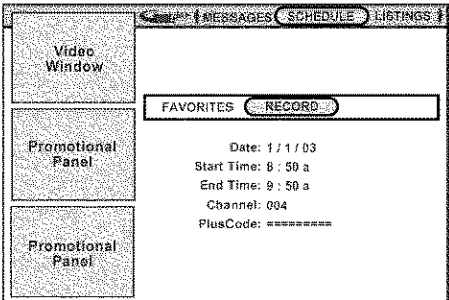 MESSAGES SCHEDULE LISTINGS
Video
Window
FAVORITES RECORD
Promotional
Panel
Date: 1 / 1 / 03
Start Time: 8 : 50 a
End Time: 9 : 50 a
Channel: 004
PlusCode: =========
Promotional
Panel